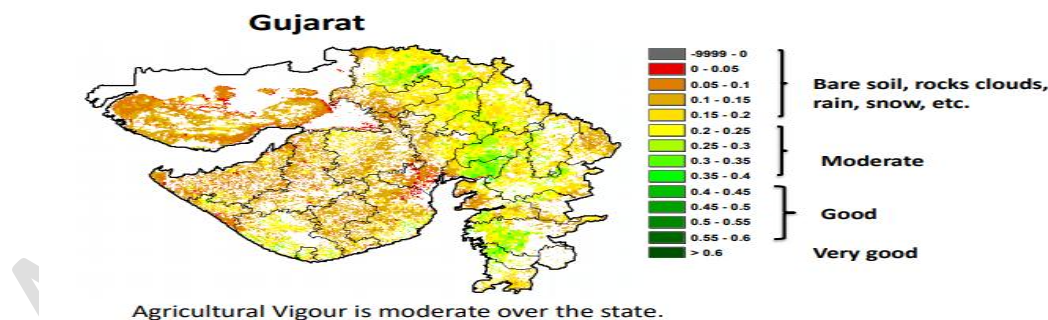 Gujarat
-9999 - 0
0 - 0.05
0.05 - 0.1
0.1 - 0.15
0.15 - 0.2
0.2 - 0.25
0.25 - 0.3
0.3 - 0.35
0.35 - 0.4
0.4 - 0.45
0.45 - 0.5
0.5 - 0.55
0.55 - 0.6
> 0.6
Bare soil, rocks clouds,
rain, snow, etc.
Moderate
Good
Very good
Agricultural Vigour is moderate over the state.